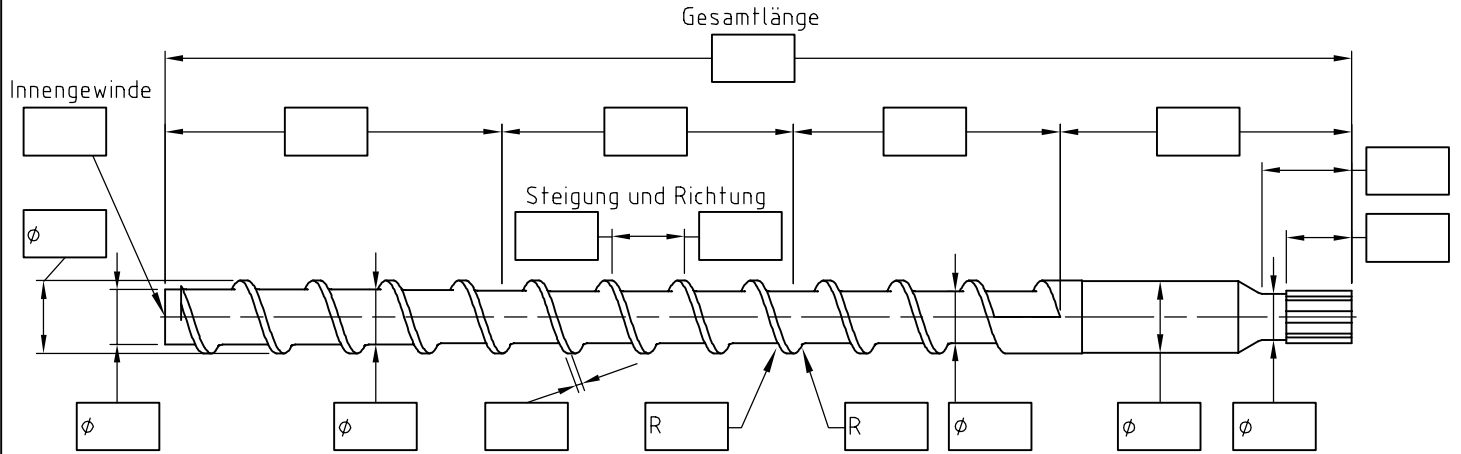 Gesamtlänge
Innengewinde
Steigung und Richtung
ϕ
ϕ
ϕ
R
R
ϕ
ϕ
ϕ